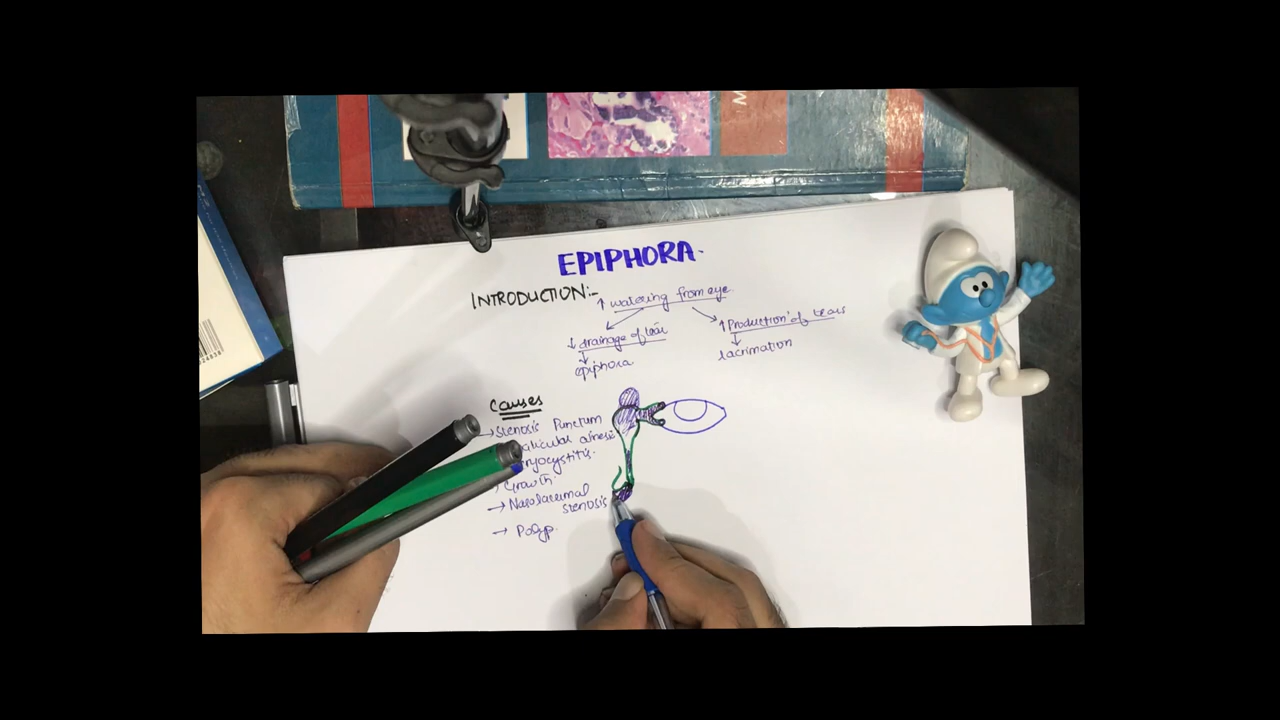 M
EPIPHORA
INTRODUCTION:- ↑ watering from eye
↓ drainage of tear
↑ Production of tears
epiphora
lacrimation
Causes
→ Stenosis Punctum
→ Growth
→ Nasolacrimal
stenosis
→ Polyp
24838